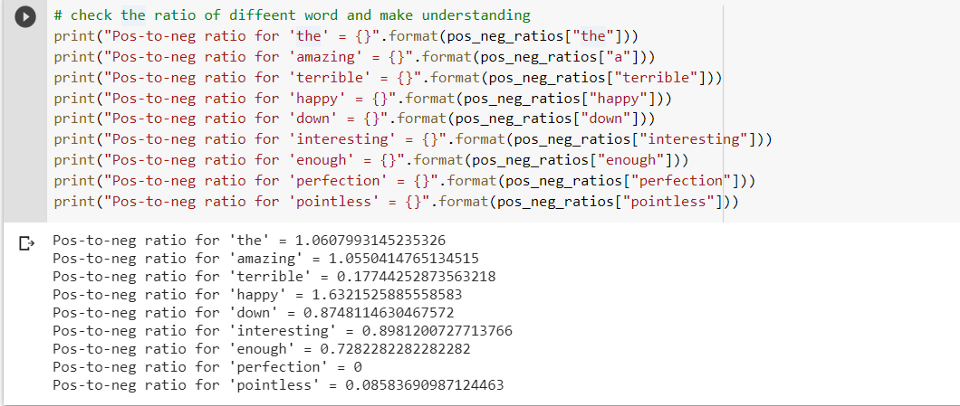 # check the ratio of diffeent word and make understanding
print("Pos-to-neg ratio for 'the' = {}".format(pos_neg_ratios["the"]))
print("Pos-to-neg ratio for 'amazing' = {}".format(pos_neg_ratios["a"]))
print("Pos-to-neg ratio for 'terrible' = {}".format(pos_neg_ratios["terrible"]))
print("Pos-to-neg ratio for 'happy' = {}".format(pos_neg_ratios["happy"]))
print("Pos-to-neg ratio for 'down' = {}".format(pos_neg_ratios["down"]))
print("Pos-to-neg ratio for 'interesting' = {}".format(pos_neg_ratios["interesting"]))
print("Pos-to-neg ratio for 'enough' = {}".format(pos_neg_ratios["enough"]))
print("Pos-to-neg ratio for 'perfection' = {}".format(pos_neg_ratios["perfection"]))
print("Pos-to-neg ratio for 'pointless' = {}".format(pos_neg_ratios["pointless"]))
Pos-to-neg ratio for 'the' = 1.0607993145235326
Pos-to-neg ratio for 'amazing' = 1.0550414765134515
Pos-to-neg ratio for 'terrible' = 0.17744252873563218
Pos-to-neg ratio for 'happy' = 1.6321525885558583
Pos-to-neg ratio for 'down' = 0.8748114630467572
Pos-to-neg ratio for 'interesting' = 0.8981200727713766
Pos-to-neg ratio for 'enough' = 0.7282282282282282
Pos-to-neg ratio for 'perfection' = 0
Pos-to-neg ratio for 'pointless' = 0.08583690987124463